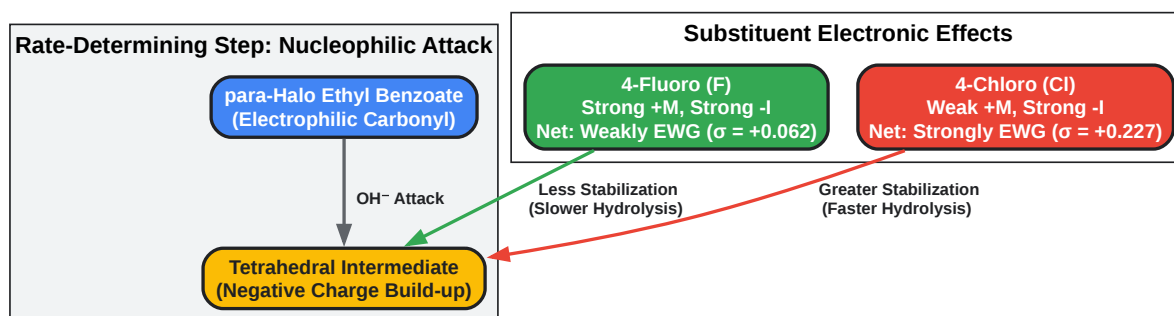 Rate-Determining Step: Nucleophilic Attack
para-Halo Ethyl Benzoate
(Electrophilic Carbonyl)
OH⁻ Attack
Tetrahedral Intermediate
(Negative Charge Build-up)
Substituent Electronic Effects
4-Fluoro (F)
Strong +M, Strong -I
Net: Weakly EWG (σ = +0.062)
4-Chloro (Cl)
Weak +M, Strong -I
Net: Strongly EWG (σ = +0.227)
Less Stabilization
(Slower Hydrolysis)
Greater Stabilization
(Faster Hydrolysis)